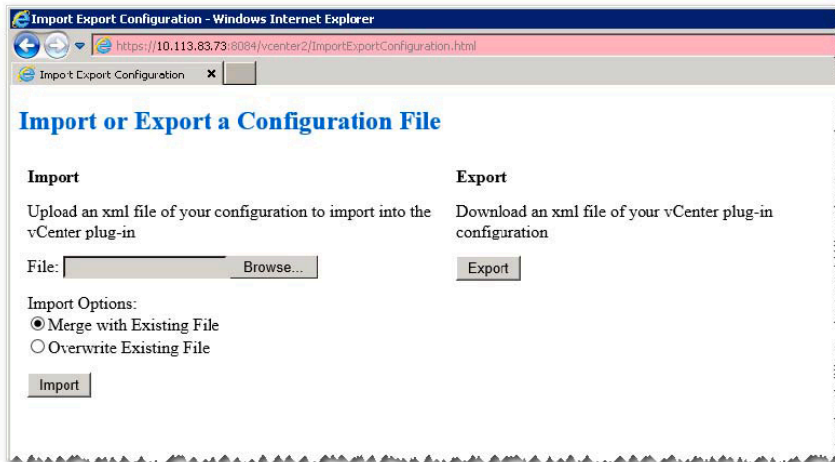 Import Export Configuration - Windows Internet Explorer
https://10.113.83.73:8084/vcenter2/ImportExportConfiguration.html
Import Export Configuration
Import or Export a Configuration File
Import
Upload an xml file of your configuration to import into the
vCenter plug-in
File:
Browse...
Import Options:
Merge with Existing File
Overwrite Existing File
Import
Export
Download an xml file of your vCenter plug-in
configuration
Export